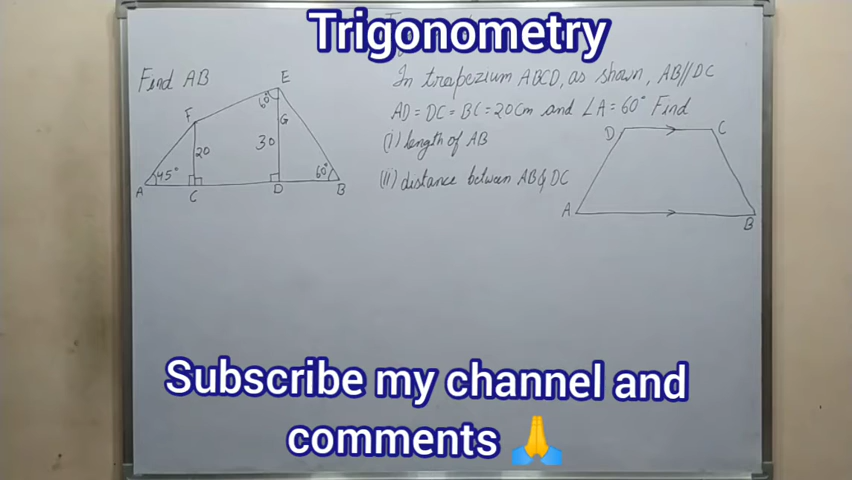 Trigonometry
Find AB
E
60°
F
G
20
30
45°
60°
A
C
D
B
In trapezium ABCD, as shown, AB//DC
AD = DC = BC = 20cm and ∠A = 60° Find
(i) length of AB
(ii) distance between AB & DC
D
C
A
B
Subscribe my channel and
comments 🙏